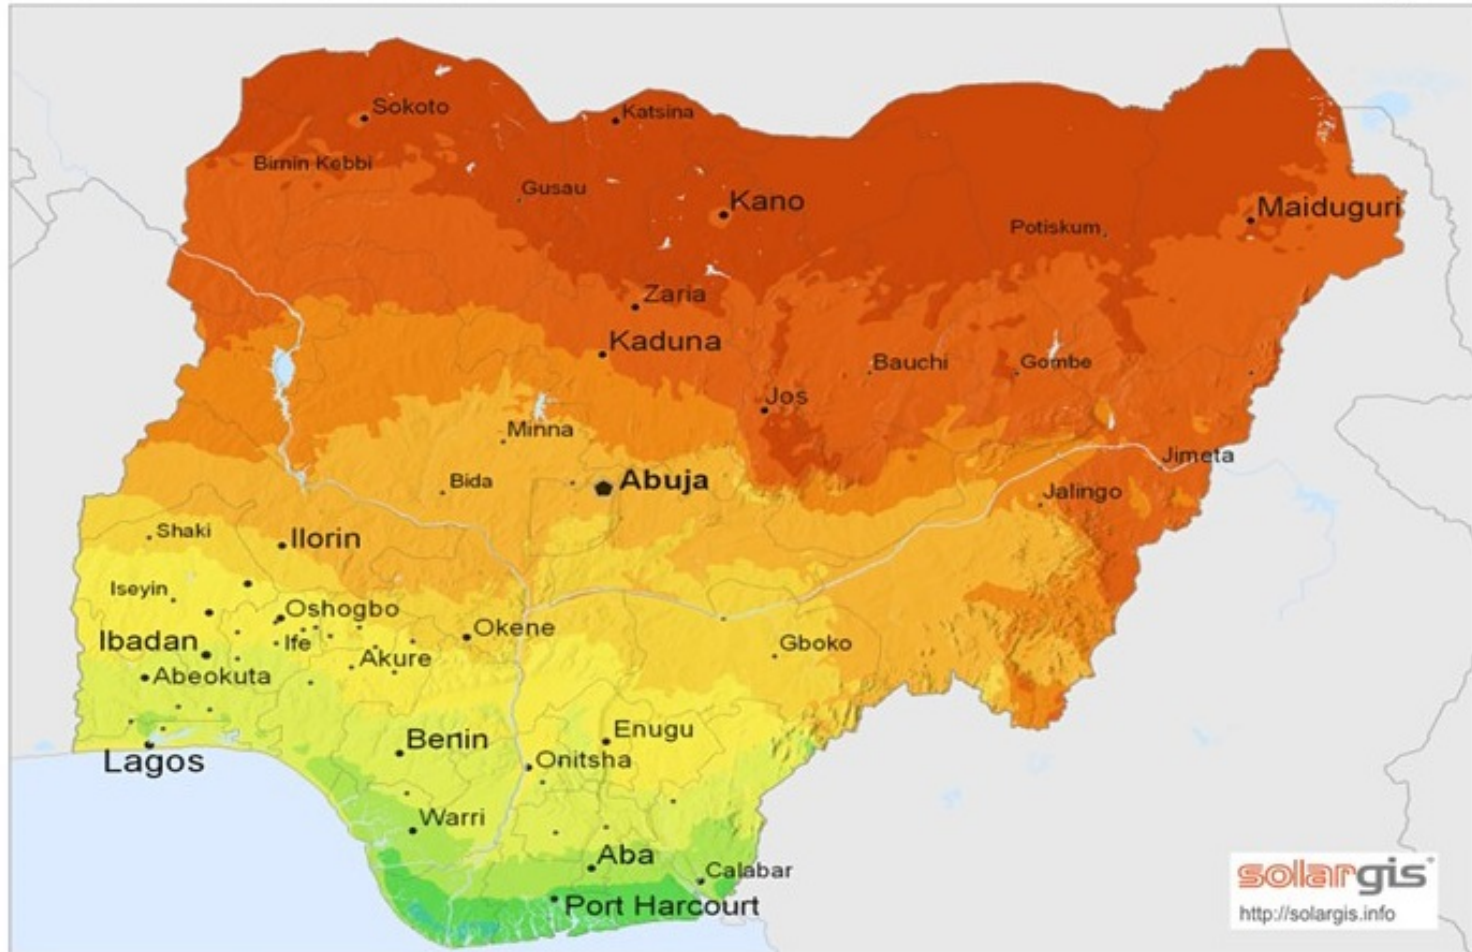 Sokoto
Katsina
Birnin Kebbi
Gusau
Kano
Maiduguri
Potiskum
Zaria
Kaduna
Bauchi
Gombe
Jos
Minna
Jimeta
Bida
Abuja
Jalingo
Shaki
Ilorin
Iseyin
Oshogbo
Okene
Ibadan
Ife
Gboko
Akure
Abeokuta
Enugu
Benin
Onitsha
Lagos
Warri
Aba
Calabar
Port Harcourt
solargis
http://solargis.info